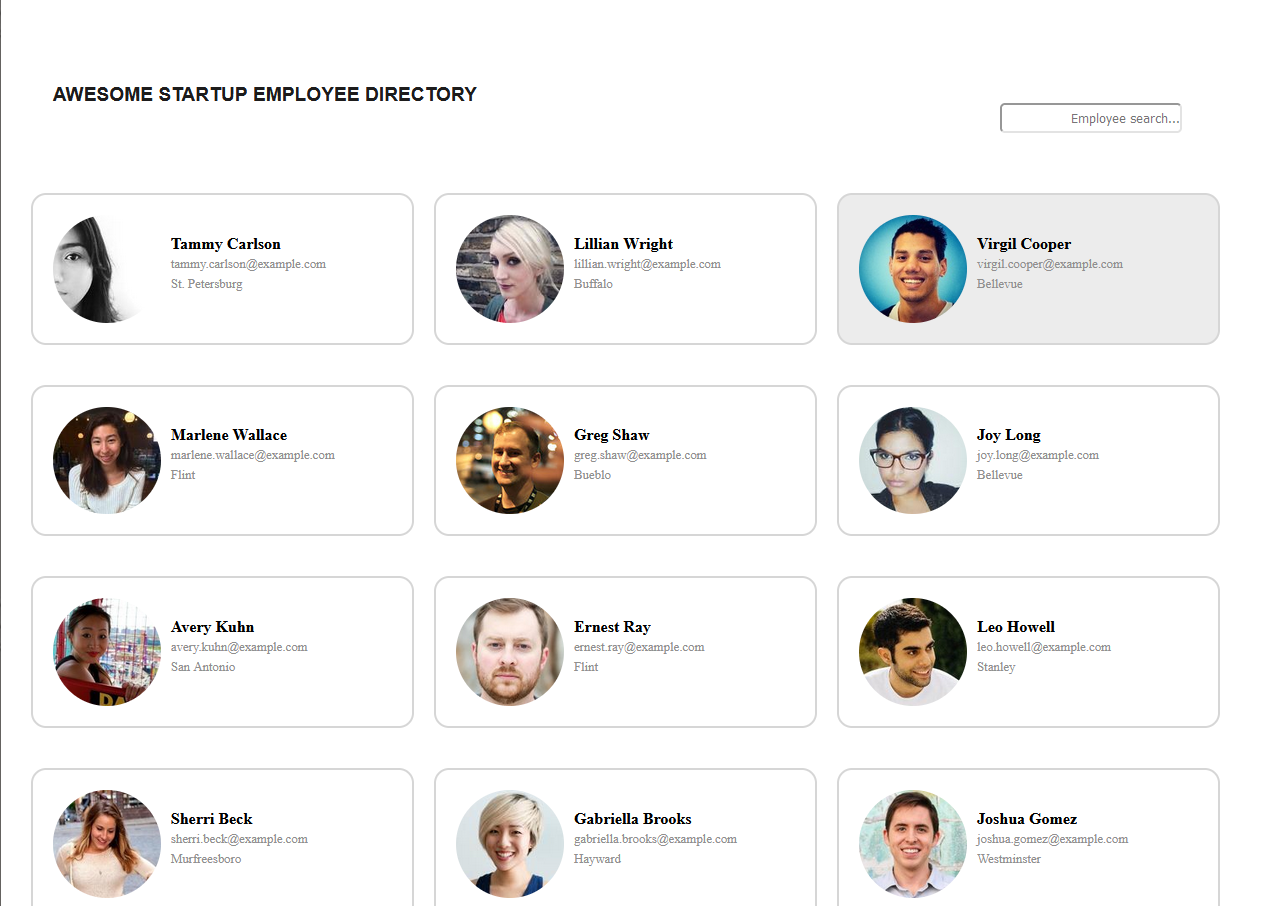 AWESOME STARTUP EMPLOYEE DIRECTORY
Employee search...
Tammy Carlson
tammy.carlson@example.com
St. Petersburg
Lillian Wright
lillian.wright@example.com
Buffalo
Virgil Cooper
virgil.cooper@example.com
Bellevue
Marlene Wallace
marlene.wallace@example.com
Flint
Greg Shaw
greg.shaw@example.com
Bueblo
Joy Long
joy.long@example.com
Bellevue
Avery Kuhn
avery.kuhn@example.com
San Antonio
Ernest Ray
ernest.ray@example.com
Flint
Leo Howell
leo.howell@example.com
Stanley
Sherri Beck
sherri.beck@example.com
Murfreesboro
Gabriella Brooks
gabriella.brooks@example.com
Hayward
Joshua Gomez
joshua.gomez@example.com
Westminster